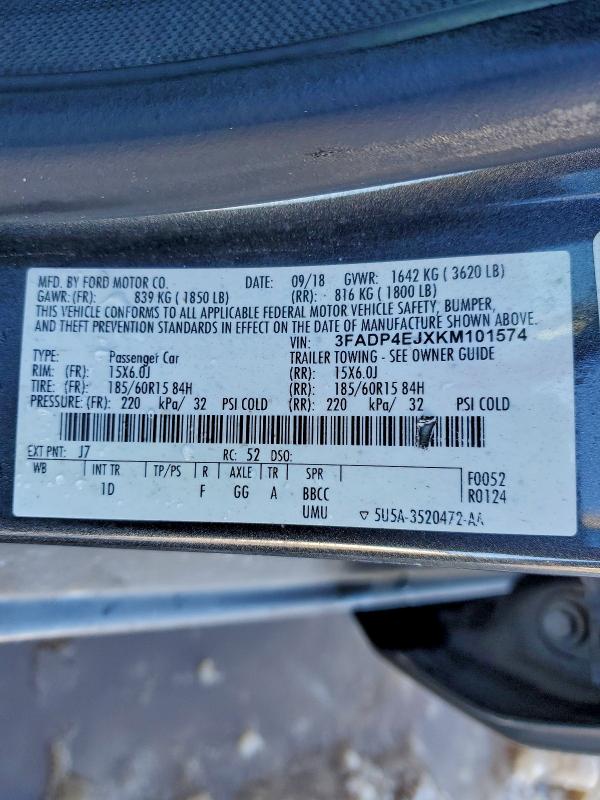 MFD. BY FORD MOTOR CO. DATE: 09/18 GVWR: 1642 KG ( 3620 LB)
GAWR: (FR): 839 KG ( 1850 LB) (RR): 816 KG ( 1800 LB)
THIS VEHICLE CONFORMS TO ALL APPLICABLE FEDERAL MOTOR VEHICLE SAFETY, BUMPER,
AND THEFT PREVENTION STANDARDS IN EFFECT ON THE DATE OF MANUFACTURE SHOWN ABOVE.
VIN: 3FADP4EJXKM101574
TYPE: Passenger Car TRAILER TOWING - SEE OWNER GUIDE
RIM: (FR) 15X6.0J (RR): 15X6.0J
TIRE: (FR) 185/60R15 84H (RR): 185/60R15 84H
PRESSURE: (FR): 220 kPa/ 32 PSI COLD (RR): 220 kPa/ 32 PSI COLD
EXT PNT: J7 RC: 52 DSO:
WB INT TR TP/PS R AXLE TR SPR F0052
1D F GG A BBCC R0124
UMU ▽ 5U5A-3520472-AA